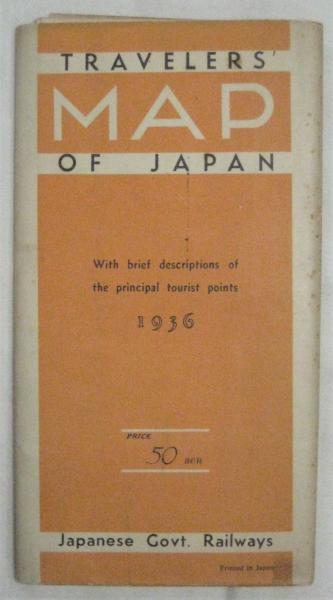 TRAVELERS'
MAP
OF JAPAN
With brief descriptions of
the principal tourist points
1936
PRICE
50 sen
Japanese Govt. Railways
Printed in Japan